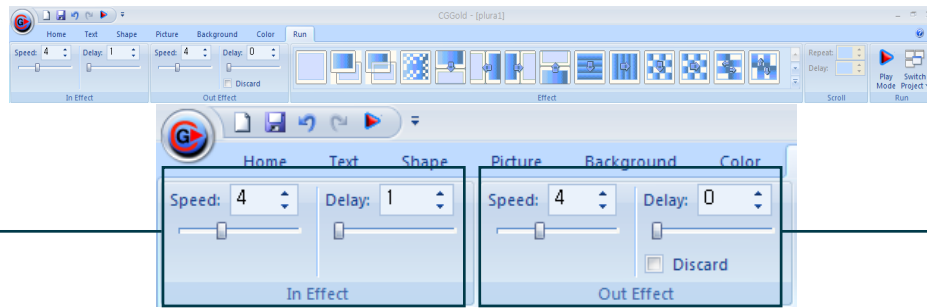 CGGold - [plura1]
Home Text Shape Picture Background Color Run
Speed: 4 Delay: 1 Speed: 4 Delay: 0 Repeat:
Discard Delay:
Play Mode Switch Project
In Effect Out Effect Effect Scroll Run
G
Home Text Shape Picture Background Color
Speed: 4 Delay: 1 Speed: 4 Delay: 0
Discard
In Effect Out Effect